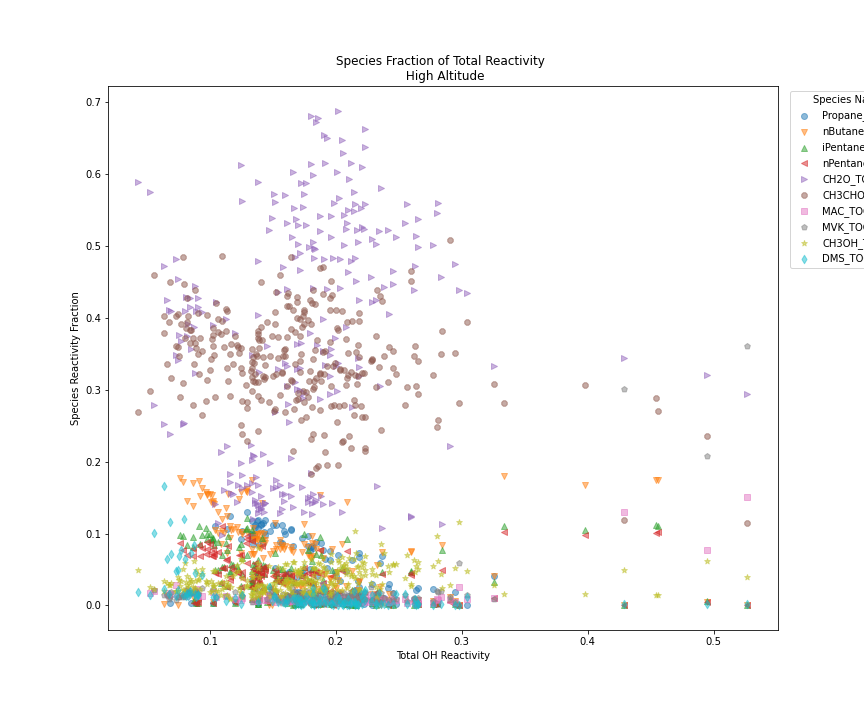 Species Fraction of Total Reactivity
High Altitude
Species Reactivity Fraction
0.7
0.6
0.5
0.4
0.3
0.2
0.1
0.0
0.1
0.2
0.3
0.4
0.5
Total OH Reactivity
Species Na
Propane_
nButane
iPentane
nPentane
CH2O_TO
CH3CHO
MAC_TO
MVK_TO
CH3OH_
DMS_TO